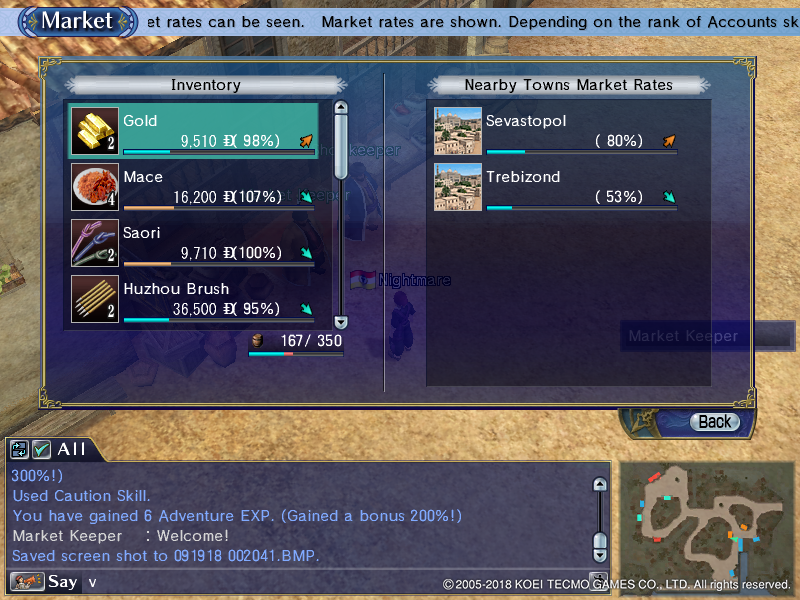 Market
et rates can be seen. Market rates are shown. Depending on the rank of Accounts sk
Inventory
Gold
2
9,510 Ð( 98%)
Mace
4
16,200 Ð(107%)
Saori
2
9,710 Ð(100%)
Huzhou Brush
2
36,500 Ð( 95%)
167/ 350
Nearby Towns Market Rates
Sevastopol
( 80%)
Trebizond
( 53%)
Nightmare
Market Keeper
Back
All
300%!)
Used Caution Skill.
You have gained 6 Adventure EXP. (Gained a bonus 200%!)
Market Keeper : Welcome!
Saved screen shot to 091918 002041.BMP.
Say v
©2005-2018 KOEI TECMO GAMES CO., LTD. All rights reserved.